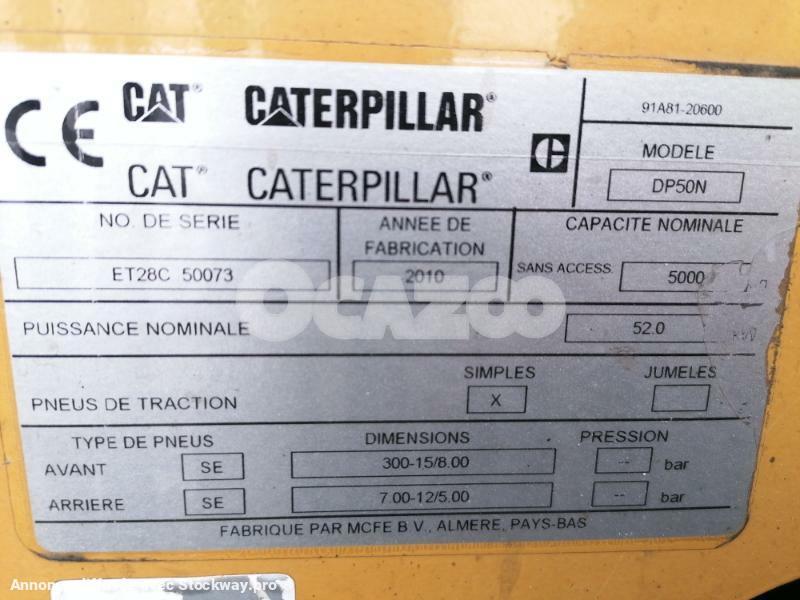 CE CAT® CATERPILLAR®
CAT® CATERPILLAR®
91A81-20600
MODELE
DP50N
NO. DE SERIE
ET28C 50073
ANNEE DE
FABRICATION
2010
CAPACITE NOMINALE
SANS ACCESS. 5000
PUISSANCE NOMINALE 52.0
SIMPLES JUMELES
PNEUS DE TRACTION X
TYPE DE PNEUS DIMENSIONS PRESSION
AVANT SE 300-15/8.00 -- bar
ARRIERE SE 7.00-12/5.00 -- bar
FABRIQUE PAR MCFE B V., ALMERE, PAYS-BAS
OCAZOO
Stockway.pro